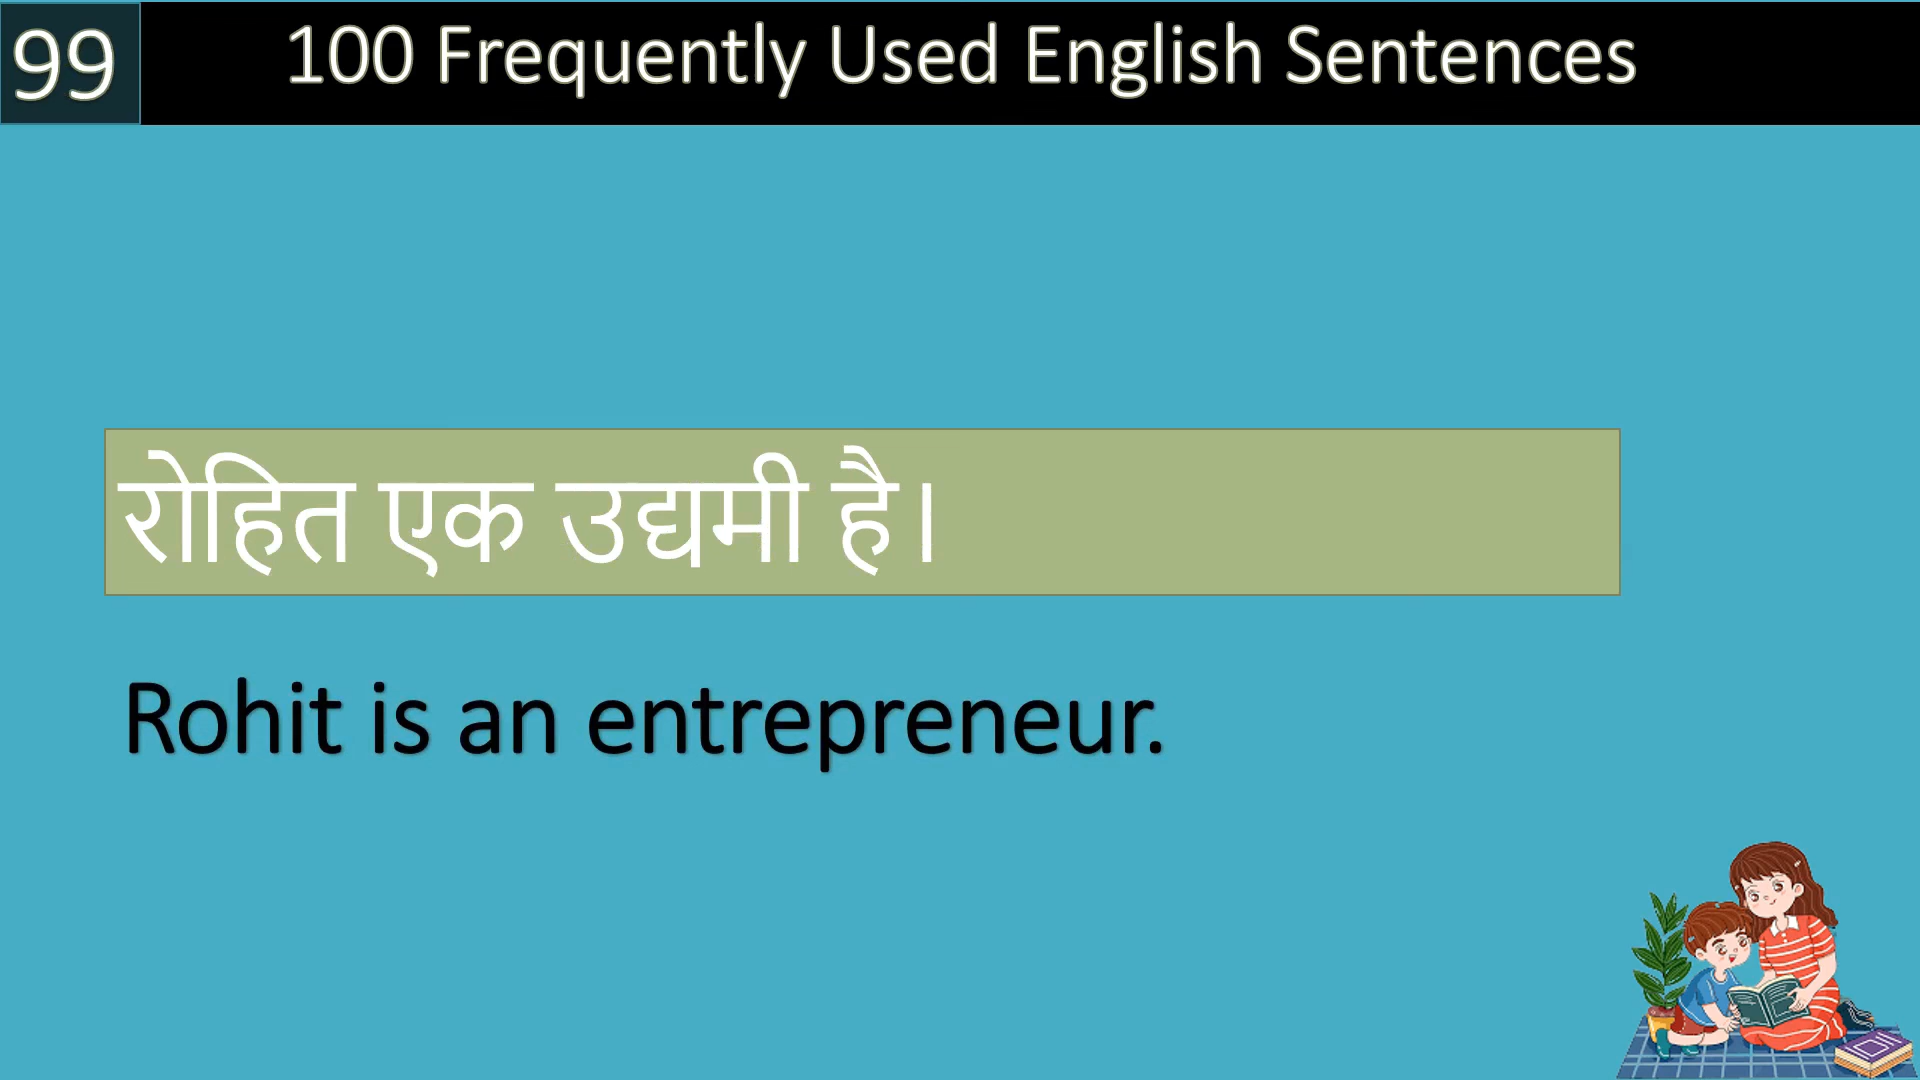 99
100 Frequently Used English Sentences
रोहित एक उद्यमी है।
Rohit is an entrepreneur.